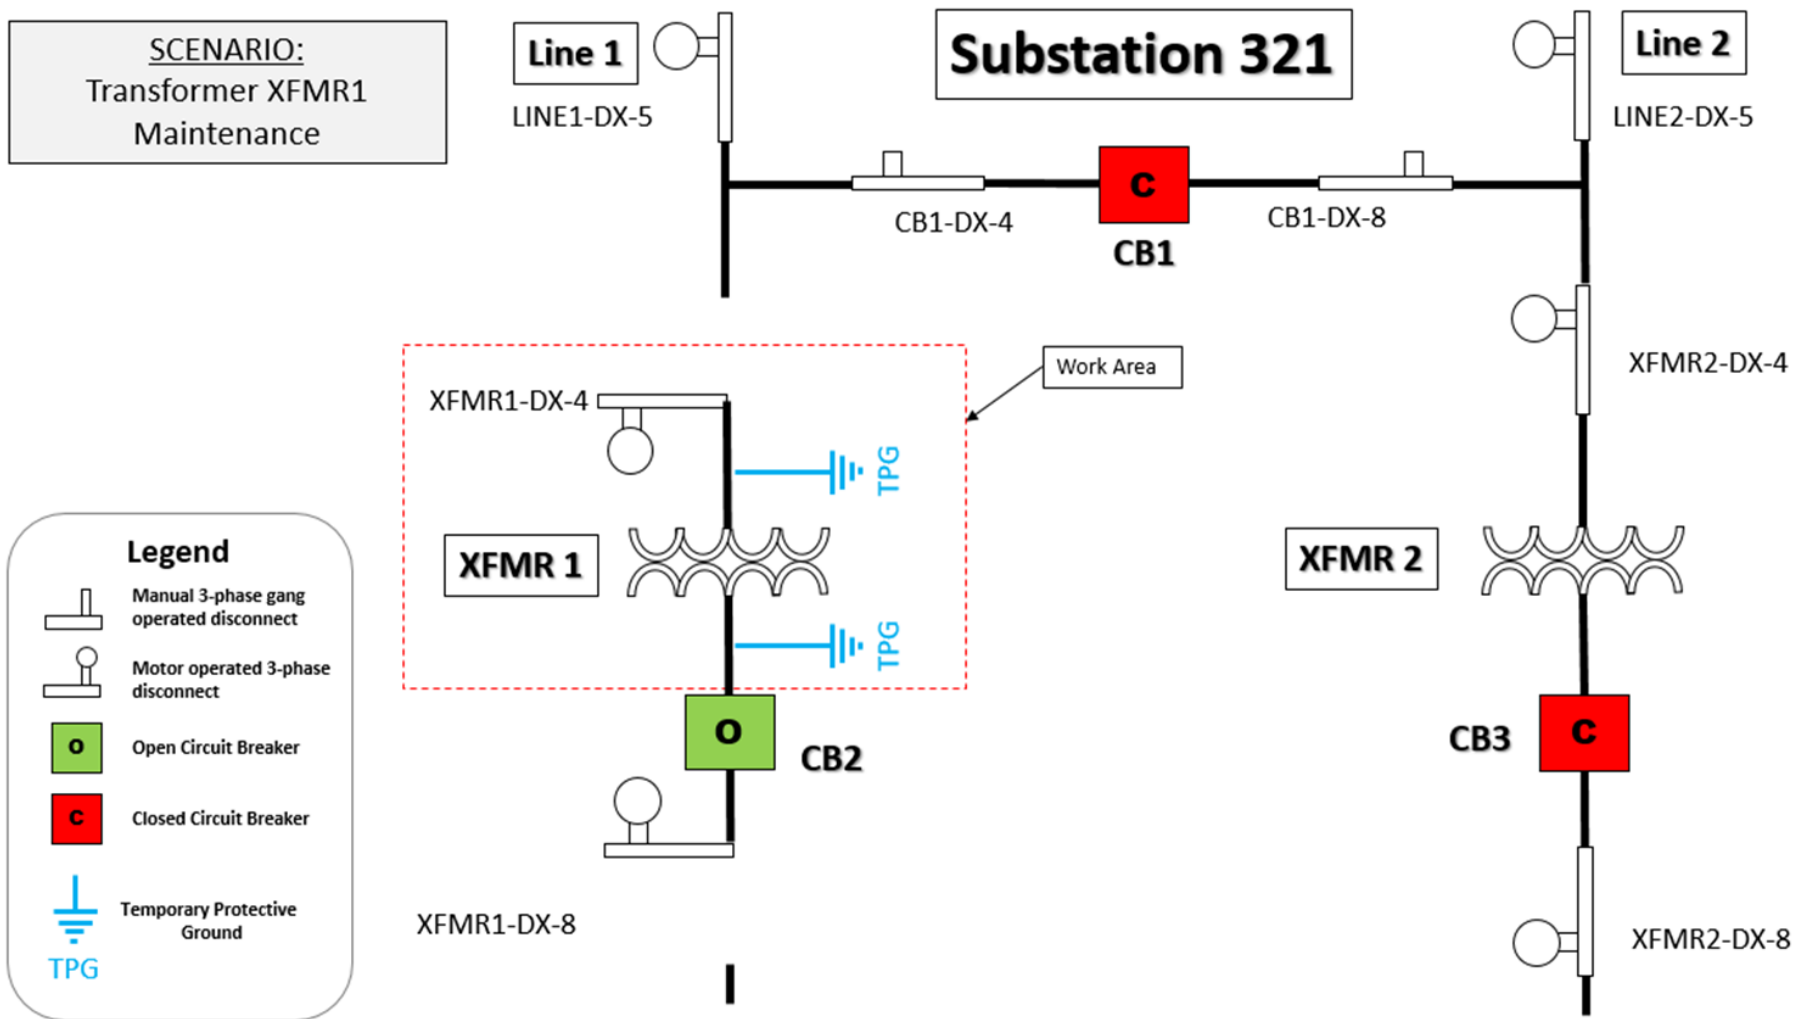 SCENARIO:
Transformer XFMR1
Maintenance
Line 1
LINE1-DX-5
Substation 321
Line 2
LINE2-DX-5
CB1-DX-4
C
CB1
CB1-DX-8
XFMR2-DX-4
Work Area
XFMR1-DX-4
TPG
XFMR 1
XFMR 2
TPG
O
CB2
CB3
C
XFMR1-DX-8
XFMR2-DX-8
Legend
Manual 3-phase gang
operated disconnect
Motor operated 3-phase
disconnect
O
Open Circuit Breaker
C
Closed Circuit Breaker
Temporary Protective
Ground
TPG